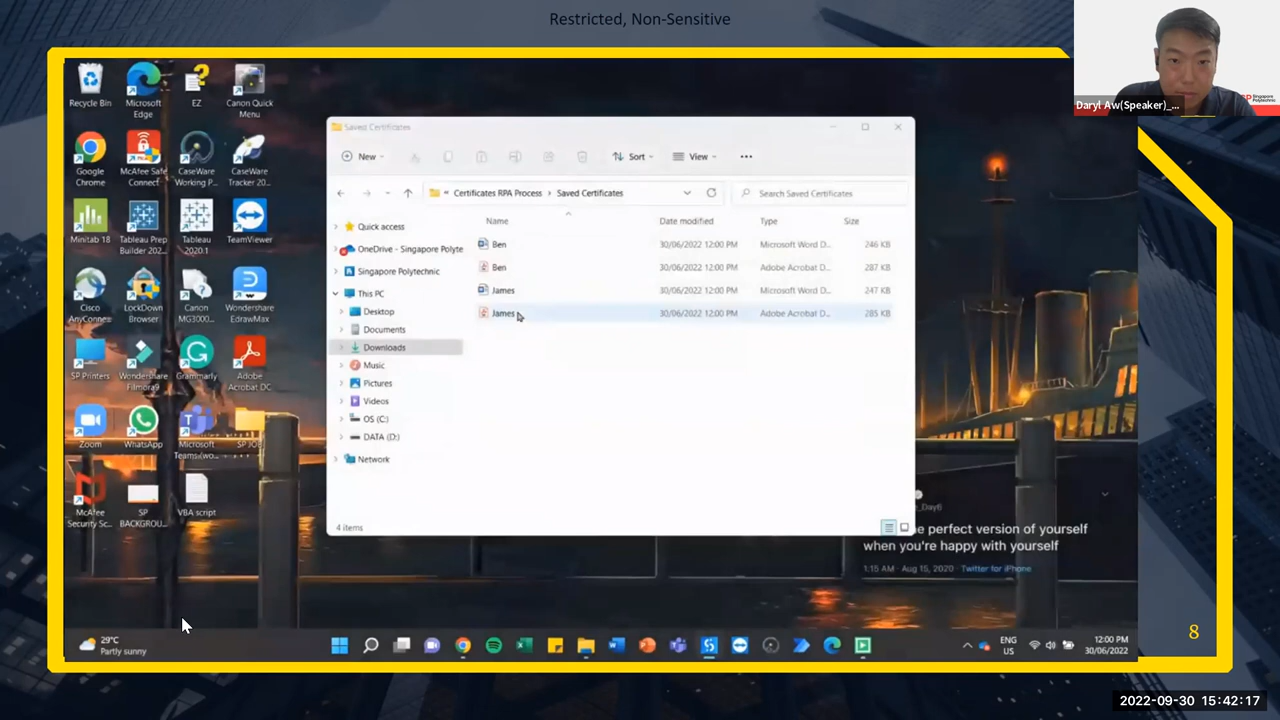 Restricted, Non-Sensitive
Daryl Aw(Speaker)_...
Singapore
Polytechnic
Recycle Bin
Microsoft
Edge
EZ
Canon Quick
Menu
Google
Chrome
McAfee Safe
Connect
CaseWare
Working P...
CaseWare
Tracker 20...
Minitab 18
Tableau Prep
Builder 202...
Tableau
2020.1
TeamViewer
Cisco
AnyConne...
LockDown
Browser
Canon
MG3000...
Wondershare
EdrawMax
SP Printers
Wondershare
Filmora9
Grammarly
Adobe
Acrobat DC
Zoom
WhatsApp
Microsoft
Teams (wo...
SP JOB
McAfee
Security Sc...
SP
BACKGROU...
VBA script
Saved Certificates
New
Sort
View
Certificates RPA Process > Saved Certificates
Search Saved Certificates
Name Date modified Type Size
Ben 30/06/2022 12:00 PM Microsoft Word D... 246 KB
Ben 30/06/2022 12:00 PM Adobe Acrobat D... 287 KB
James 30/06/2022 12:00 PM Microsoft Word D... 247 KB
James 30/06/2022 12:00 PM Adobe Acrobat D... 285 KB
Quick access
OneDrive - Singapore Polyte
Singapore Polytechnic
This PC
Desktop
Documents
Downloads
Music
Pictures
Videos
OS (C:)
DATA (D:)
Network
4 items
_Day6
perfect version of yourself
when you're happy with yourself
1:15 AM · Aug 15, 2020 · Twitter for iPhone
29°C
Partly sunny
ENG
US
12:00 PM
30/06/2022
8
2022-09-30 15:42:17